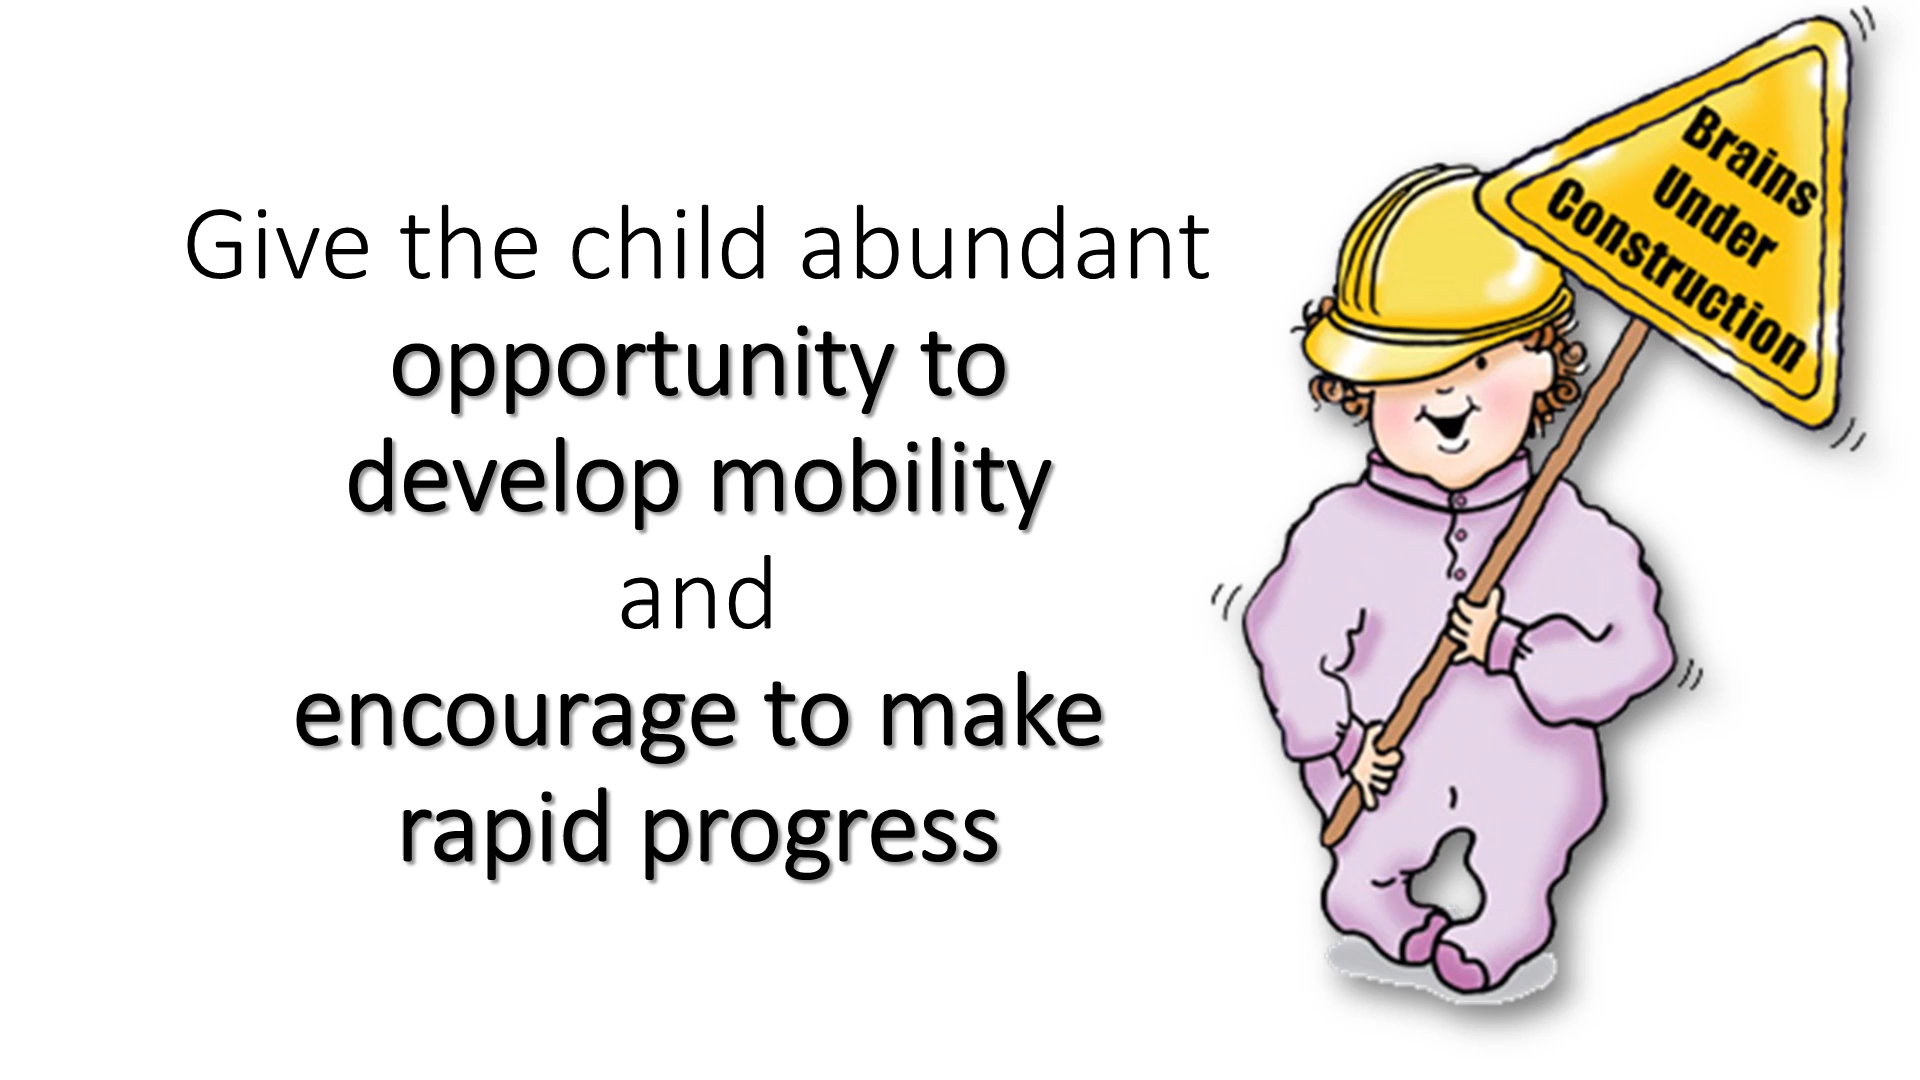 Give the child abundant
opportunity to
develop mobility
and
encourage to make
rapid progress
Brains
Under
Construction